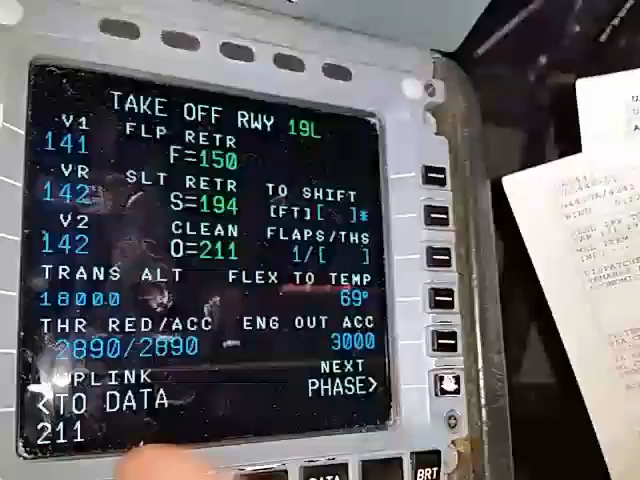 TAKE OFF RWY 19L
V1 FLP RETR
141 F=150
VR SLT RETR TO SHIFT
142 S=194 [FT][ ]*
V2 CLEAN FLAPS/THS
142 O=211 1/[ ]
TRANS ALT FLEX TO TEMP
18000 69°
THR RED/ACC ENG OUT ACC
2890/2890 3000
UPLINK NEXT
<TO DATA PHASE>
211
DATA
BRT